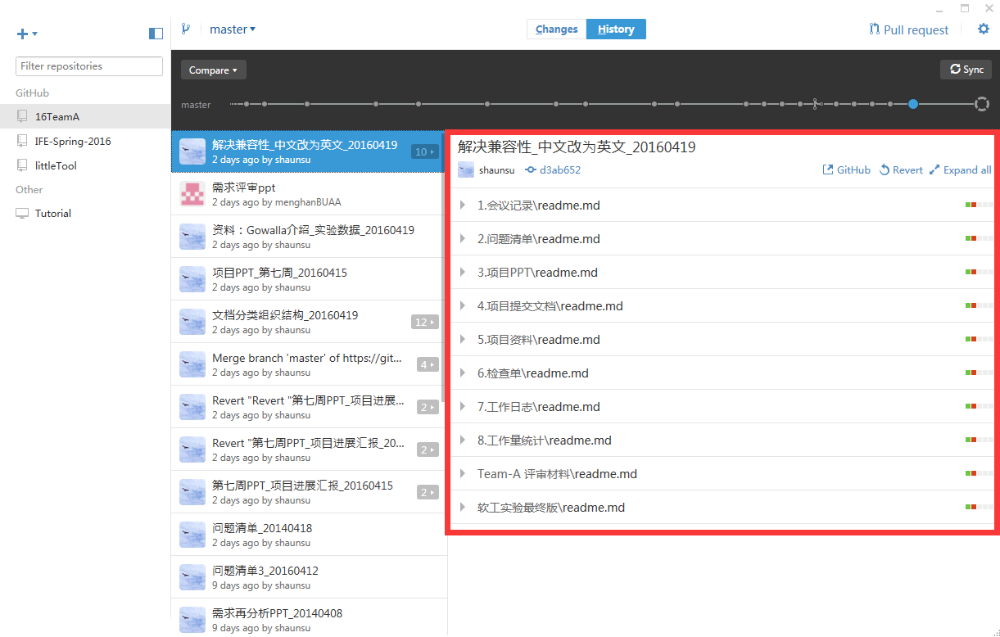 master
Changes
History
Pull request
Filter repositories
GitHub
16TeamA
IFE-Spring-2016
littleTool
Other
Tutorial
Compare
Sync
master
解决兼容性_中文改为英文_20160419
2 days ago by shaunsu
10
需求评审ppt
2 days ago by menghanBUAA
资料：Gowalla介绍_实验数据_20160419
2 days ago by shaunsu
项目PPT_第七周_20160415
2 days ago by shaunsu
文档分类组织结构_20160419
2 days ago by shaunsu
12
Merge branch 'master' of https://git...
2 days ago by shaunsu
4
Revert "Revert "第七周PPT_项目进展...
2 days ago by shaunsu
2
Revert "第七周PPT_项目进展汇报_20...
2 days ago by shaunsu
2
第七周PPT_项目进展汇报_20160415
2 days ago by shaunsu
2
问题清单_20140418
2 days ago by shaunsu
问题清单3_20160412
9 days ago by shaunsu
需求再分析PPT_20140408
9 days ago by shaunsu
解决兼容性_中文改为英文_20160419
shaunsu
d3ab652
GitHub
Revert
Expand all
1.会议记录\readme.md
2.问题清单\readme.md
3.项目PPT\readme.md
4.项目提交文档\readme.md
5.项目资料\readme.md
6.检查单\readme.md
7.工作日志\readme.md
8.工作量统计\readme.md
Team-A 评审材料\readme.md
软工实验最终版\readme.md